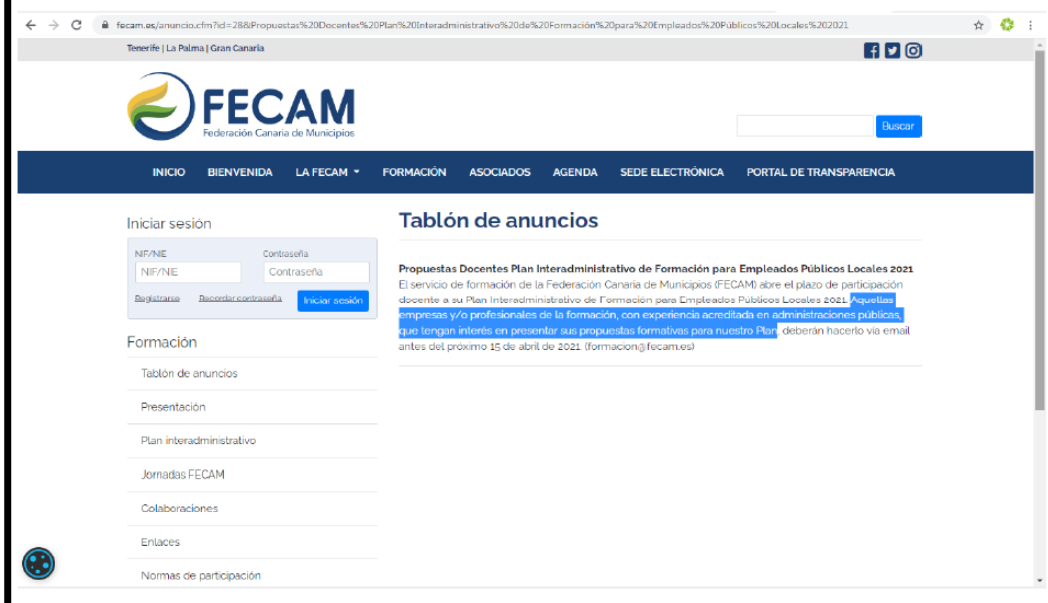 fecam.es/anuncio.cfm?id=28&Propuestas%20Docentes%20Plan%20Interadministrativo%20de%20Formación%20para%20Empleados%20Públicos%20Locales%202021
Tenerife | La Palma | Gran Canaria
FECAM
Federación Canaria de Municipios
Buscar
INICIO BIENVENIDA LA FECAM FORMACIÓN ASOCIADOS AGENDA SEDE ELECTRÓNICA PORTAL DE TRANSPARENCIA
Iniciar sesión
NIF/NIE Contraseña
NIF/NIE Contraseña
Registrarse Recordar contraseña Iniciar sesión
Formación
Tablón de anuncios
Presentación
Plan interadministrativo
Jornadas FECAM
Colaboraciones
Enlaces
Normas de participación
Tablón de anuncios
Propuestas Docentes Plan Interadministrativo de Formación para Empleados Públicos Locales 2021
El servicio de formación de la Federación Canaria de Municipios (FECAM) abre el plazo de participación
docente a su Plan Interadministrativo de Formación para Empleados Públicos Locales 2021. Aquellas
empresas y/o profesionales de la formación, con experiencia acreditada en administraciones públicas,
que tengan interés en presentar sus propuestas formativas para nuestro Plan, deberán hacerlo vía email
antes del próximo 15 de abril de 2021. (formacion@fecam.es)